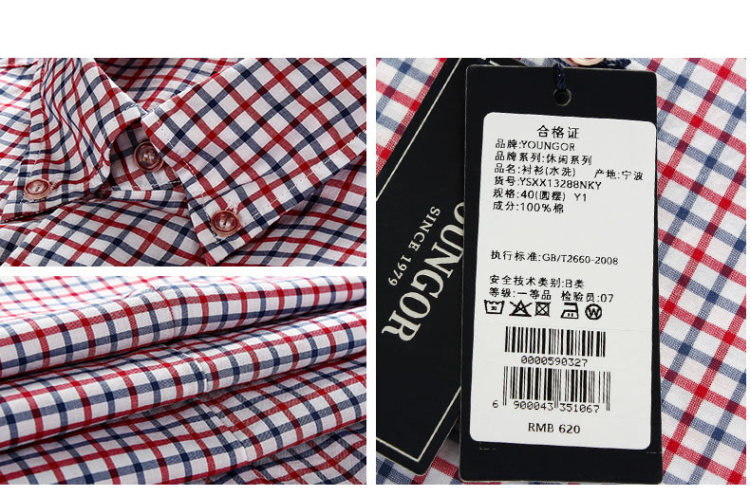 合格证
品牌:YOUNGOR
品牌系列:休闲系列
品名:衬衫(水洗) 产地:宁波
货号:YSXX13288NKY
规格:40(圆樱) Y1
成分:100%棉
执行标准:GB/T2660-2008
安全技术类别:B类
等级:一等品 检验员:07
0000590327
6 900043 351067
RMB 620
YOUNGOR
SINCE 1979